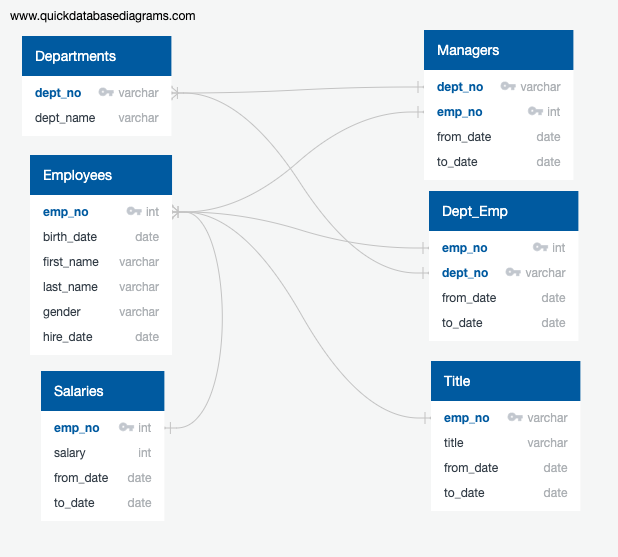 www.quickdatabasediagrams.com
Departments
dept_no varchar
dept_name varchar
Employees
emp_no int
birth_date date
first_name varchar
last_name varchar
gender varchar
hire_date date
Salaries
emp_no int
salary int
from_date date
to_date date
Managers
dept_no varchar
emp_no int
from_date date
to_date date
Dept_Emp
emp_no int
dept_no varchar
from_date date
to_date date
Title
emp_no varchar
title varchar
from_date date
to_date date